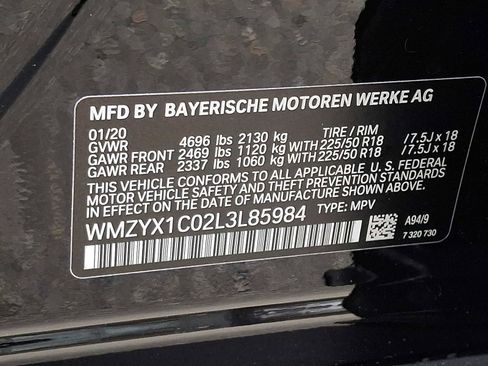 MFD BY BAYERISCHE MOTOREN WERKE AG
01/20 TIRE / RIM
GVWR 4696 lbs 2130 kg
GAWR FRONT 2469 lbs 1120 kg WITH 225/50 R18 /7.5J x 18
GAWR REAR 2337 lbs 1060 kg WITH 225/50 R18 /7.5J x 18
THIS VEHICLE CONFORMS TO ALL APPLICABLE U.S. FEDERAL
MOTOR VEHICLE SAFETY AND THEFT PREVENTION STANDARDS
IN EFFECT ON THE DATE OF MANUFACTURE SHOWN ABOVE.
WMZYX1C02L3L85984 TYPE: MPV
A94/9
7 320 730